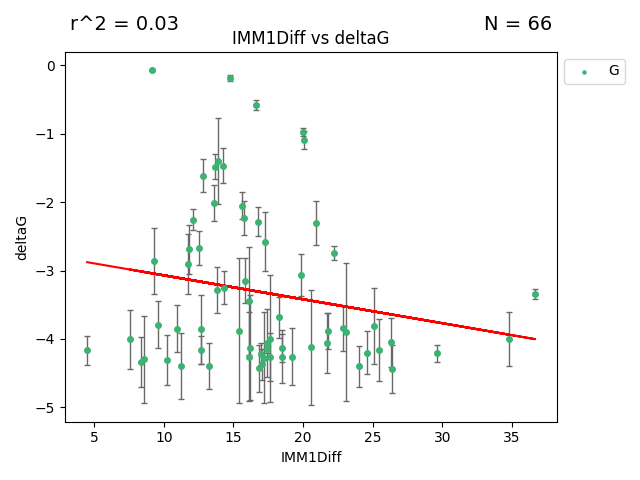 r^2 = 0.03
N = 66
IMM1Diff vs deltaG
G
0
−1
−2
−3
−4
−5
deltaG
5 10 15 20 25 30 35
IMM1Diff